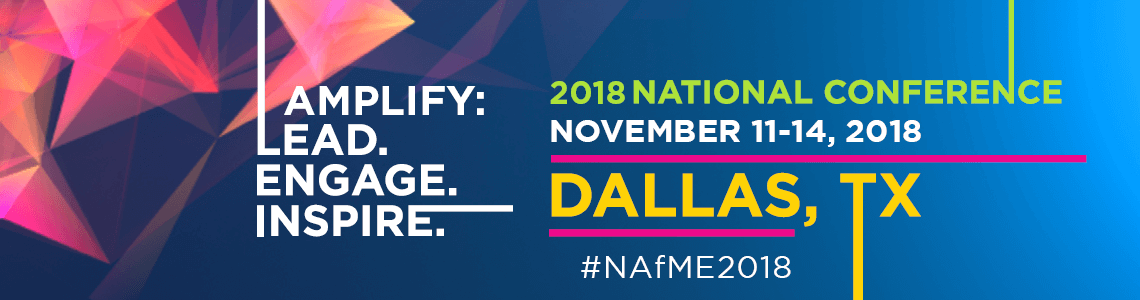 AMPLIFY:
LEAD.
ENGAGE.
INSPIRE.
2018 NATIONAL CONFERENCE
NOVEMBER 11-14, 2018
DALLAS, TX
#NAfME2018